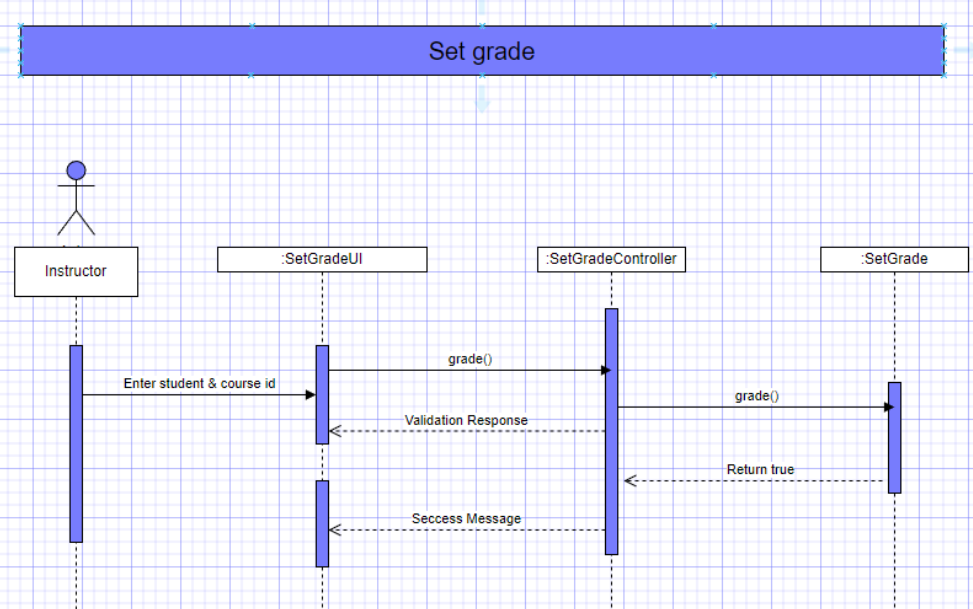 Set grade
Instructor
:SetGradeUI
:SetGradeController
:SetGrade
grade()
Enter student & course id
grade()
Validation Response
Return true
Seccess Message